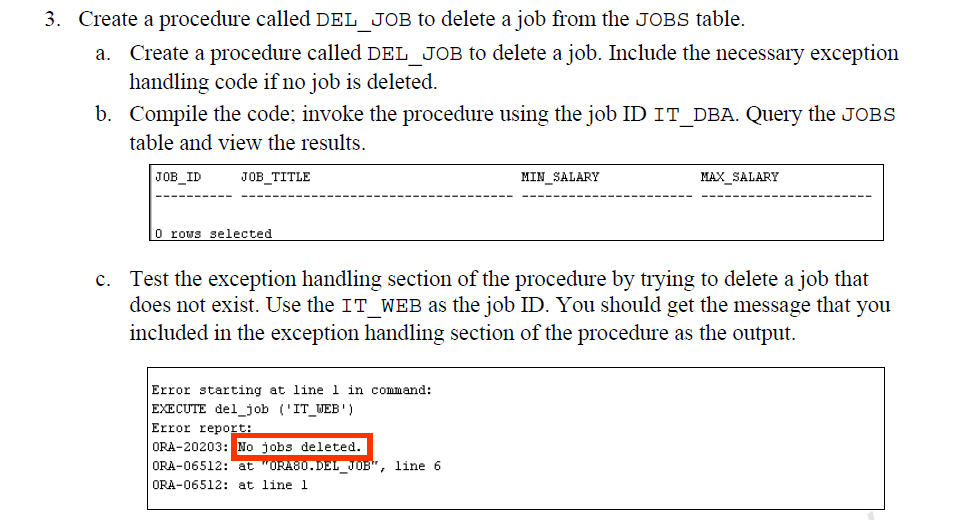 3. Create a procedure called DEL_JOB to delete a job from the JOBS table.
a. Create a procedure called DEL_JOB to delete a job. Include the necessary exception
handling code if no job is deleted.
b. Compile the code; invoke the procedure using the job ID IT_DBA. Query the JOBS
table and view the results.
JOB_ID JOB_TITLE MIN_SALARY MAX_SALARY
---------- ----------------------------------- ---------------------- ----------------------
0 rows selected
c. Test the exception handling section of the procedure by trying to delete a job that
does not exist. Use the IT_WEB as the job ID. You should get the message that you
included in the exception handling section of the procedure as the output.
Error starting at line 1 in command:
EXECUTE del_job ('IT_WEB')
Error report:
ORA-20203: No jobs deleted.
ORA-06512: at "ORA80.DEL_JOB", line 6
ORA-06512: at line 1